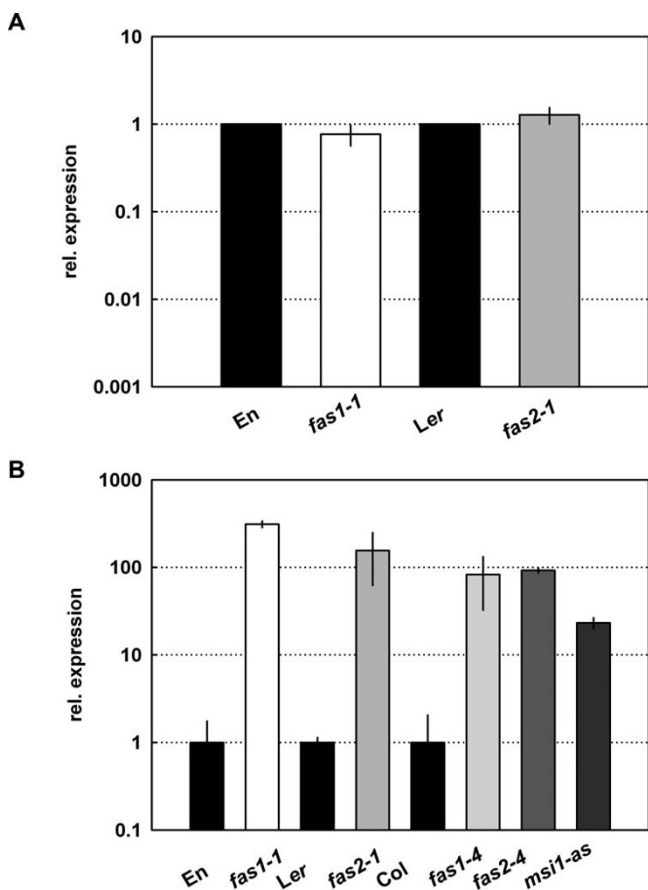 A
10
1
0.1
0.01
0.001
rel. expression
En
fas1-1
Ler
fas2-1
B
1000
100
10
1
0.1
rel. expression
En
fas1-1
Ler
fas2-1
Col
fas1-4
fas2-4
msi1-as